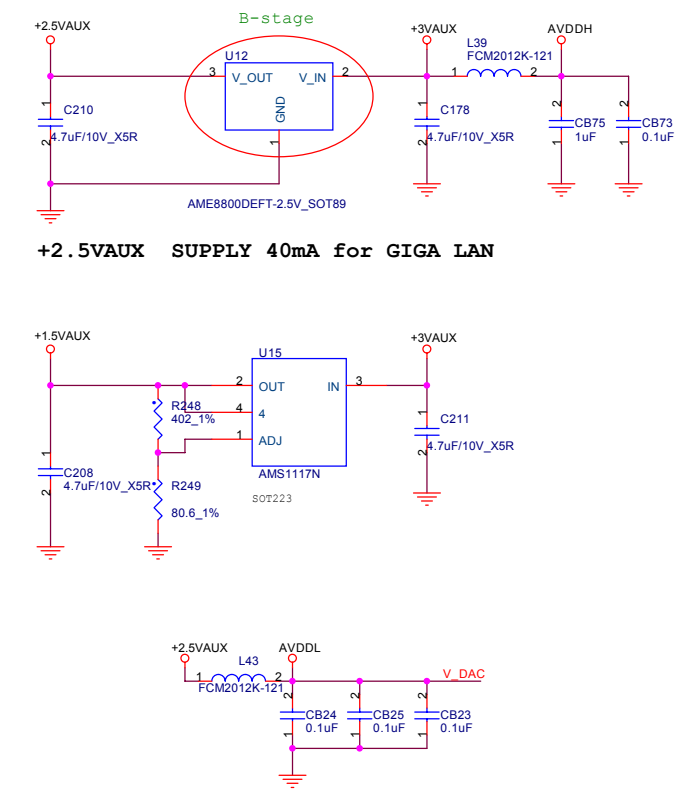 B-stage
+2.5VAUX
+3VAUX
AVDDH
L39
FCM2012K-121
U12
3
V_OUT
V_IN
2
1
2
GND
1
1
C210
2
4.7uF/10V_X5R
1
C178
2
4.7uF/10V_X5R
2
CB75
1
1uF
2
CB73
1
0.1uF
AME8800DEFT-2.5V_SOT89
+2.5VAUX SUPPLY 40mA for GIGA LAN
+1.5VAUX
+3VAUX
U15
2
OUT
IN
3
4
4
1
ADJ
R248
402_1%
AMS1117N
SOT223
1
C211
2
4.7uF/10V_X5R
1
C208
2
4.7uF/10V_X5R
R249
80.6_1%
+2.5VAUX
AVDDL
L43
1
2
FCM2012K-121
V_DAC
2
CB24
1
0.1uF
2
CB25
1
0.1uF
2
CB23
1
0.1uF